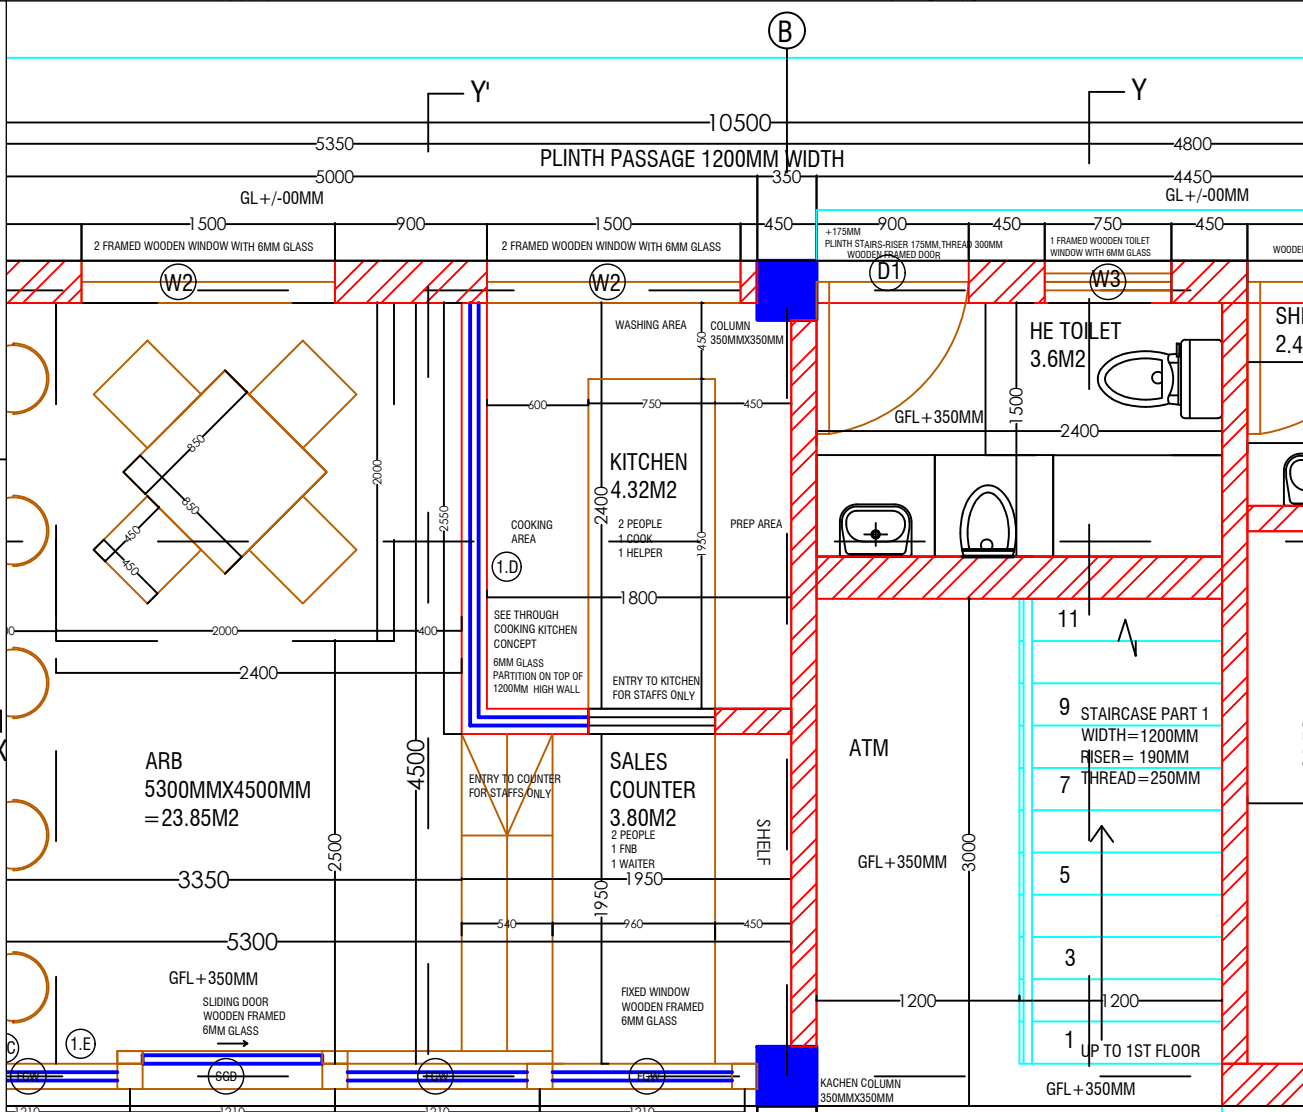 B
Y'
Y
10500
5350
4800
PLINTH PASSAGE 1200MM WIDTH
5000
350
4450
GL+/-00MM
GL+/-00MM
1500
900
1500
450
900
450
750
450
2 FRAMED WOODEN WINDOW WITH 6MM GLASS
2 FRAMED WOODEN WINDOW WITH 6MM GLASS
+175MM
PLINTH STAIRS-RISER 175MM,THREAD 300MM
WOODEN FRAMED DOOR
1 FRAMED WOODEN TOILET
WINDOW WITH 6MM GLASS
W2
W2
D1
W3
WASHING AREA
COLUMN
350MMX350MM
450
HE TOILET
3.6M2
600
750
450
GFL+350MM
1500
2400
850
850
450
450
2000
2550
KITCHEN
4.32M2
2400
2 PEOPLE
1 COOK
1 HELPER
1950
COOKING
AREA
PREP AREA
1.D
1800
SEE THROUGH
COOKING KITCHEN
CONCEPT
6MM GLASS
PARTITION ON TOP OF
1200MM HIGH WALL
ENTRY TO KITCHEN
FOR STAFFS ONLY
2000
400
2400
11
9
7
5
3
1
STAIRCASE PART 1
WIDTH=1200MM
RISER= 190MM
THREAD=250MM
ARB
5300MMX4500MM
=23.85M2
4500
ENTRY TO COUNTER
FOR STAFFS ONLY
SALES
COUNTER
3.80M2
2 PEOPLE
1 FNB
1 WAITER
SHELF
ATM
GFL+350MM
3000
2500
3350
1950
1950
540
960
450
5300
GFL+350MM
SLIDING DOOR
WOODEN FRAMED
6MM GLASS
FIXED WINDOW
WOODEN FRAMED
6MM GLASS
1200
1200
1.E
UP TO 1ST FLOOR
FGW
SGD
FGW
FGW
KACHEN COLUMN
350MMX350MM
GFL+350MM
1210
1210
1210
1210